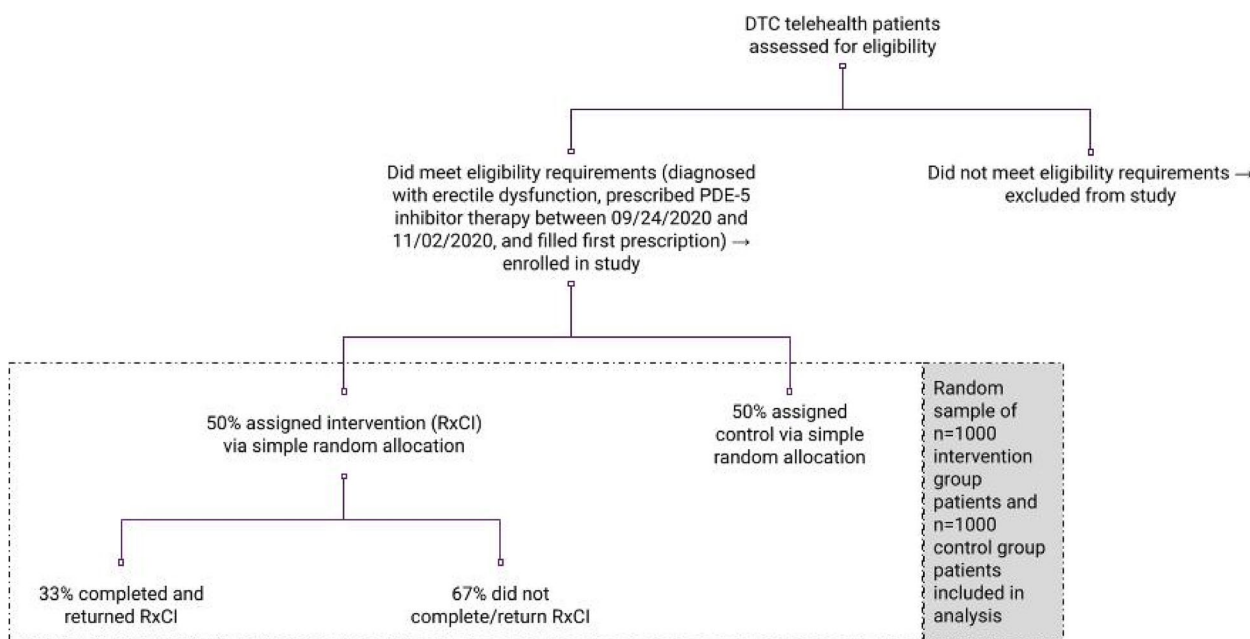 DTC telehealth patients
assessed for eligibility
Did meet eligibility requirements (diagnosed
with erectile dysfunction, prescribed PDE-5
inhibitor therapy between 09/24/2020 and
11/02/2020, and filled first prescription) →
enrolled in study
Did not meet eligibility requirements →
excluded from study
50% assigned intervention (RxCI)
via simple random allocation
50% assigned
control via simple
random allocation
Random
sample of
n=1000
intervention
group
patients and
n=1000
control group
patients
included in
analysis
33% completed and
returned RxCI
67% did not
complete/return RxCI